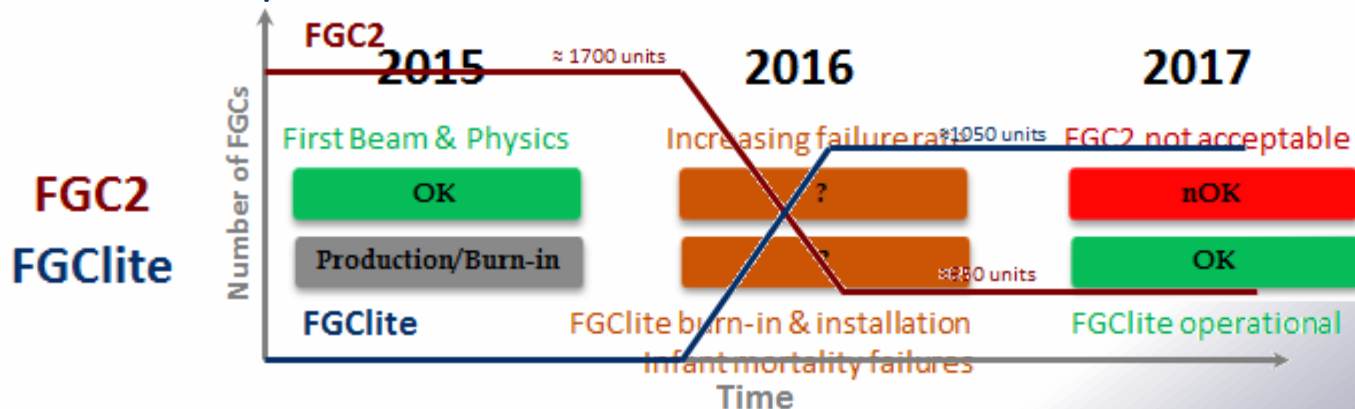 FGC2
2015
≈ 1700 units
2016
2017
Number of FGCs
First Beam & Physics
Increasing failure rate
≈1050 units
FGC2 not acceptable
FGC2
OK
?
nOK
FGClite
Production/Burn-in
?
OK
units
FGClite
FGClite burn-in & installation
Infant mortality failures
FGClite operational
Time